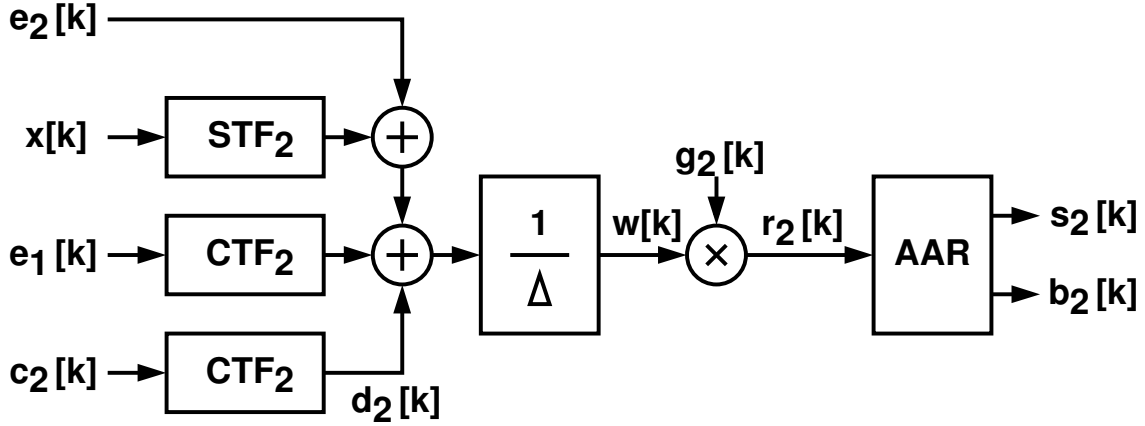 e₂[k]
x[k]
STF₂
+
g₂[k]
e₁[k]
CTF₂
+
1
Δ
w[k]
×
r₂[k]
AAR
s₂[k]
b₂[k]
c₂[k]
CTF₂
d₂[k]